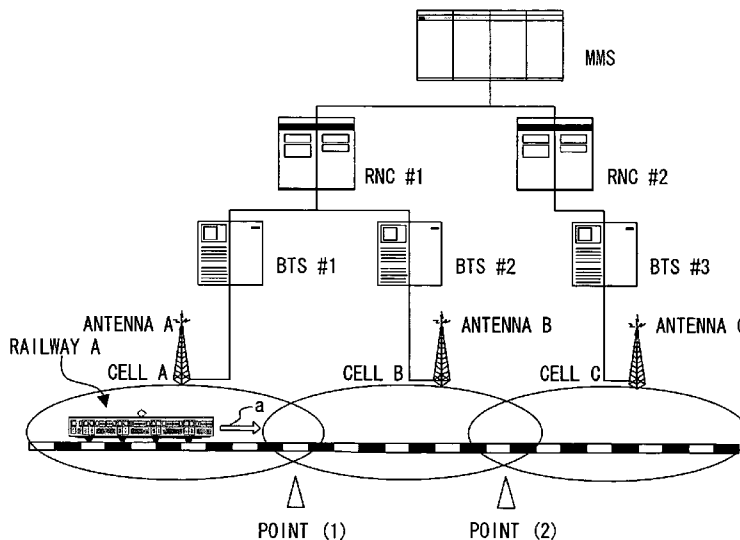 MMS
RNC #1
RNC #2
BTS #1
BTS #2
BTS #3
ANTENNA A
ANTENNA B
ANTENNA C
RAILWAY A
CELL A
CELL B
CELL C
a
POINT (1)
POINT (2)